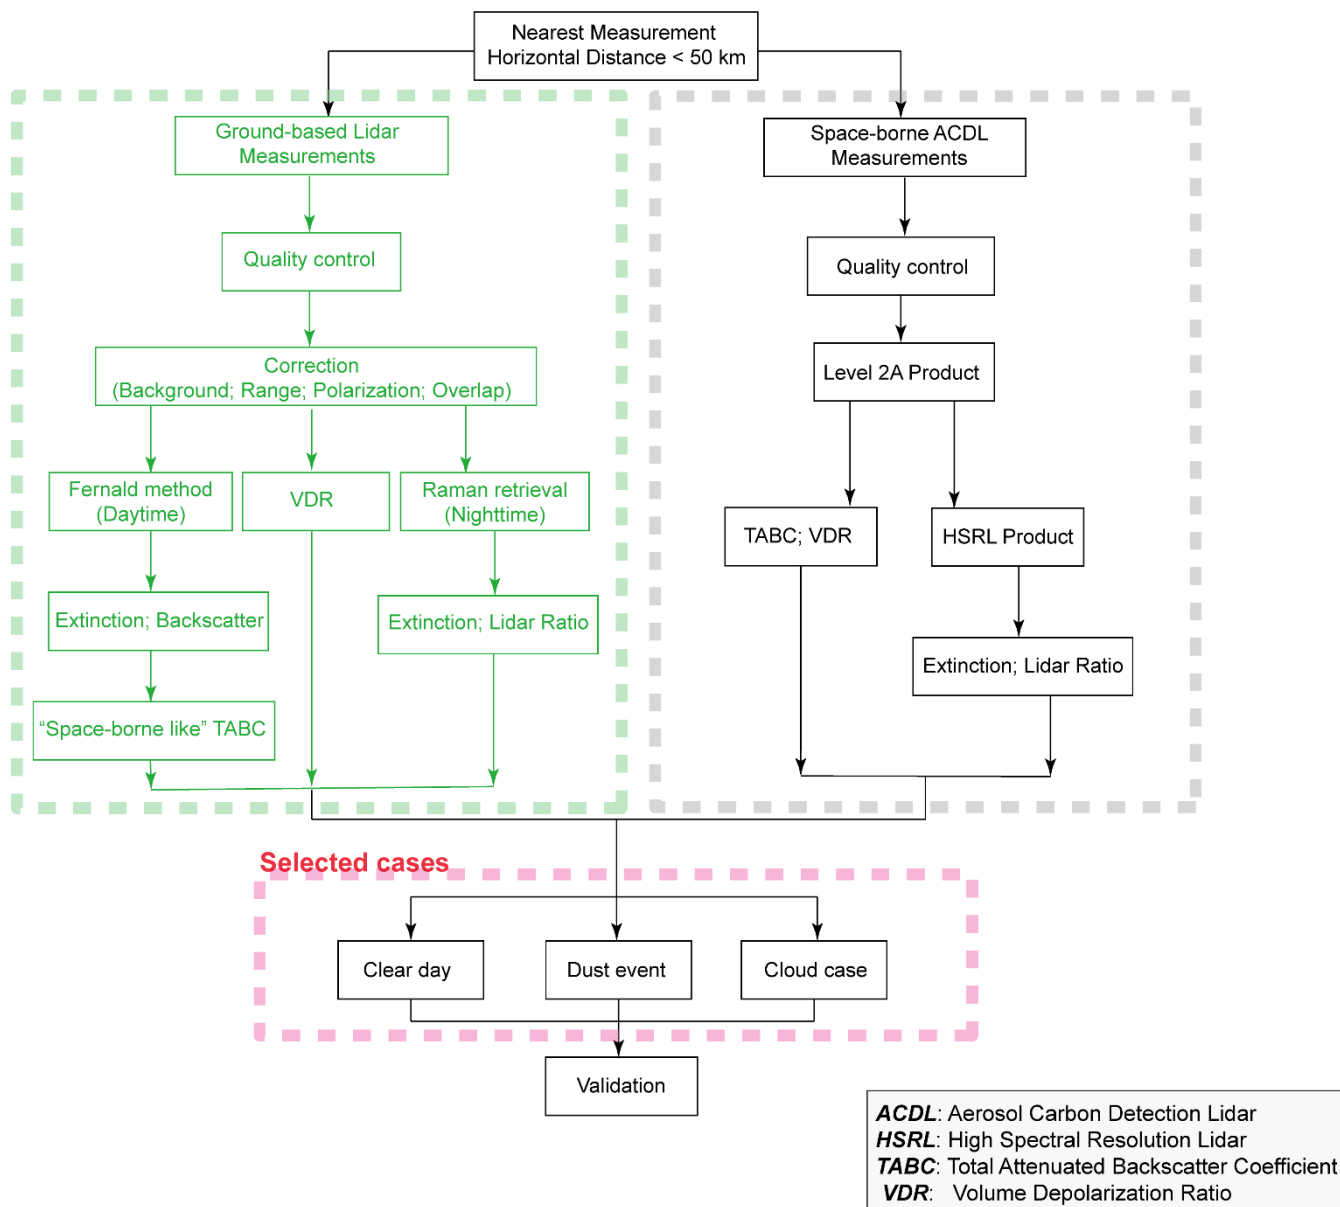 Nearest Measurement
Horizontal Distance < 50 km
Ground-based Lidar
Measurements
Quality control
Correction
(Background; Range; Polarization; Overlap)
Fernald method
(Daytime)
VDR
Raman retrieval
(Nighttime)
Extinction; Backscatter
Extinction; Lidar Ratio
“Space-borne like” TABC
Space-borne ACDL
Measurements
Quality control
Level 2A Product
TABC; VDR
HSRL Product
Extinction; Lidar Ratio
Selected cases
Clear day
Dust event
Cloud case
Validation
ACDL: Aerosol Carbon Detection Lidar
HSRL: High Spectral Resolution Lidar
TABC: Total Attenuated Backscatter Coefficient
VDR: Volume Depolarization Ratio